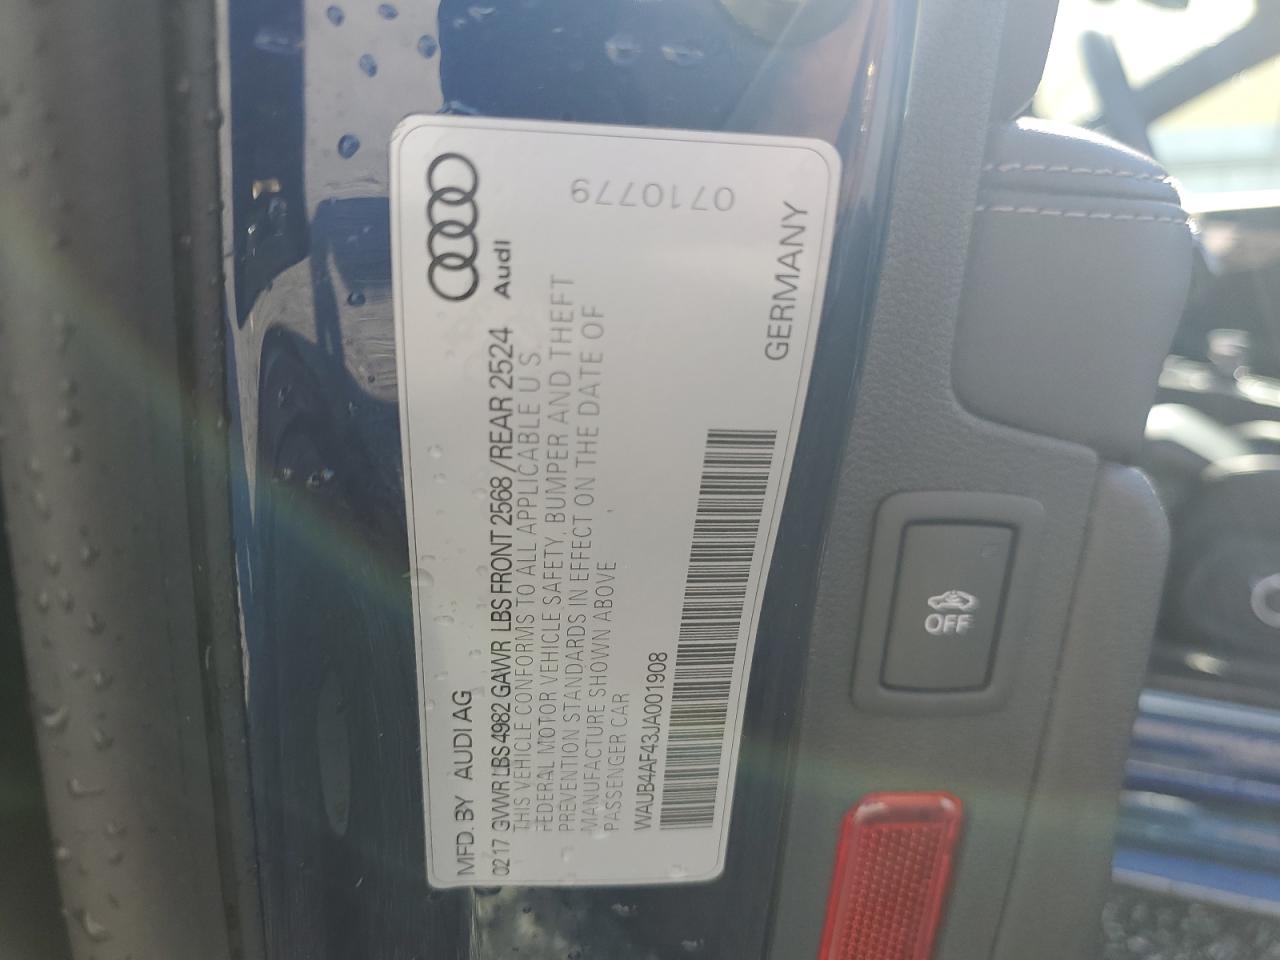 Audi
MFD. BY AUDI AG
0217 GVWR LBS 4982 GAWR LBS FRONT 2568 /REAR 2524
THIS VEHICLE CONFORMS TO ALL APPLICABLE U S.
FEDERAL MOTOR VEHICLE SAFETY, BUMPER AND THEFT
PREVENTION STANDARDS IN EFFECT ON THE DATE OF
MANUFACTURE SHOWN ABOVE
PASSENGER CAR
WAUB4AF43JA001908
GERMANY
0710779
OFF